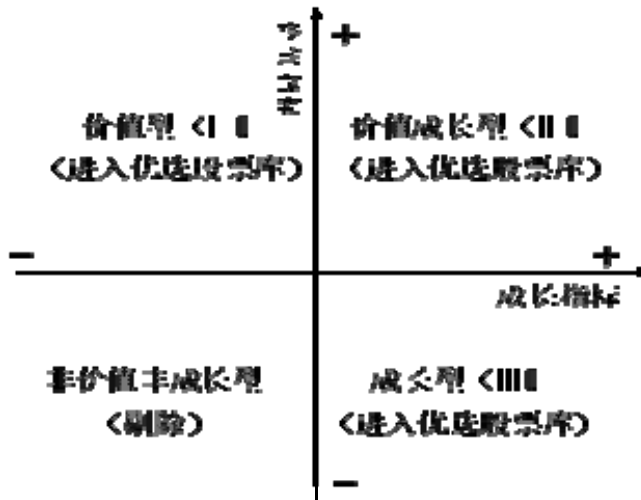 +
价值型（I）
（进入优选股票库）
价值成长型（II）
（进入优选股票库）
−
+
成长指标
非价值非成长型
（剔除）
成长型（III）
（进入优选股票库）
−